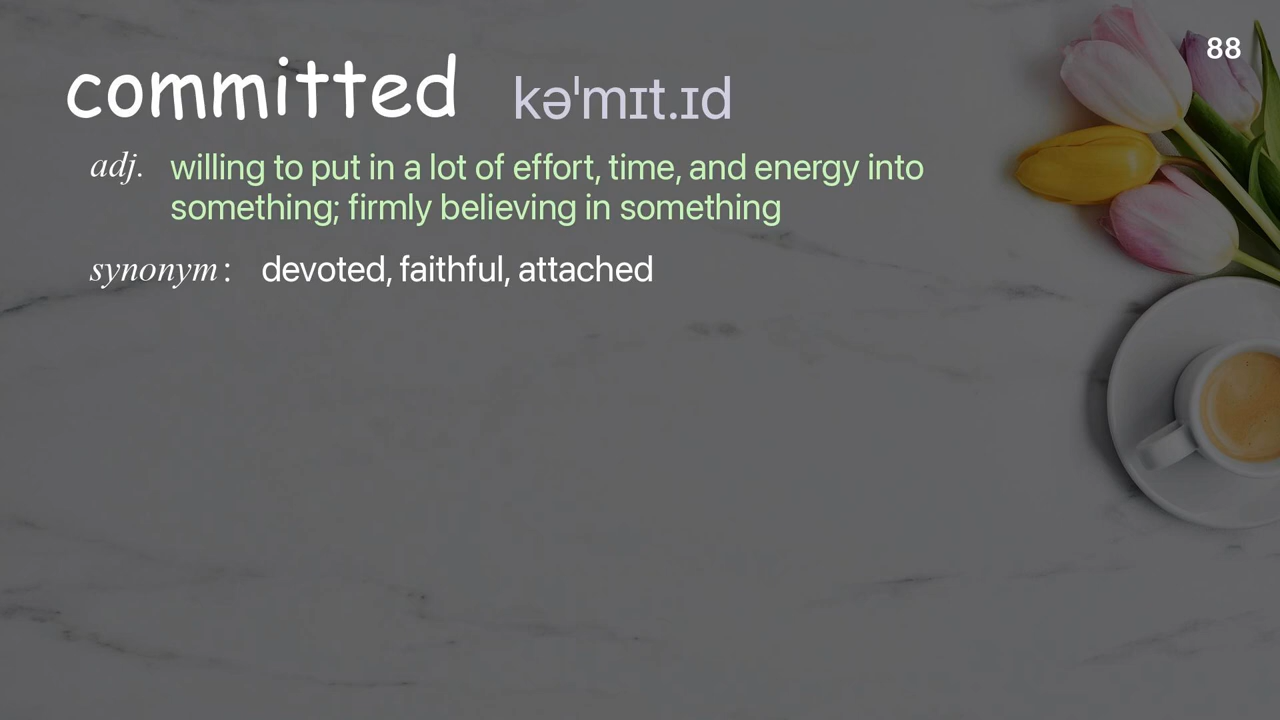 88
committed kəˈmɪt.ɪd
adj. willing to put in a lot of effort, time, and energy into
something; firmly believing in something
synonym: devoted, faithful, attached